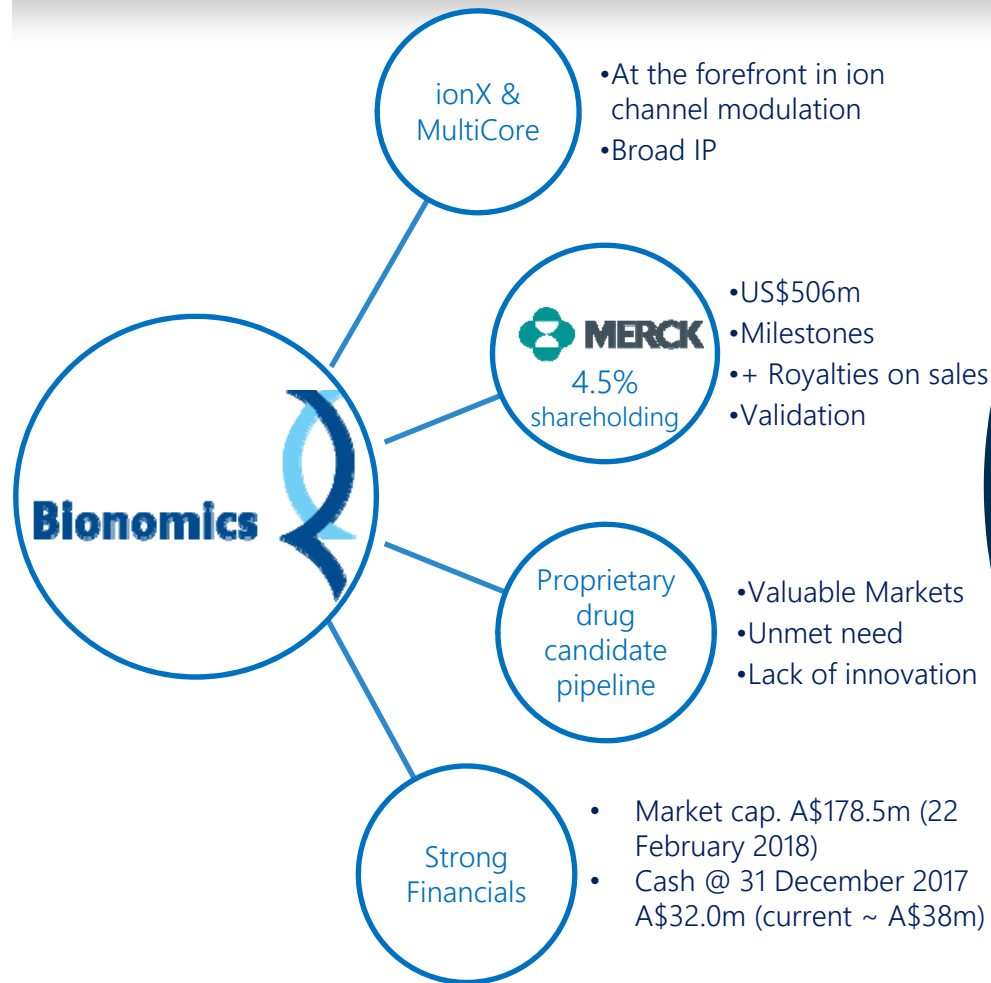 ionX &
MultiCore
•At the forefront in ion
channel modulation
•Broad IP
MERCK
4.5%
shareholding
•US$506m
•Milestones
•+ Royalties on sales
•Validation
Bionomics
Proprietary
drug
candidate
pipeline
•Valuable Markets
•Unmet need
•Lack of innovation
Strong
Financials
• Market cap. A$178.5m (22
February 2018)
• Cash @ 31 December 2017
A$32.0m (current ~ A$38m)